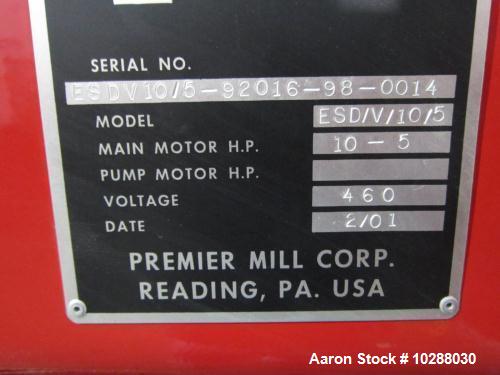 SERIAL NO.
ESDV10/5-92016-98-0014
MODEL ESD/V/10/5
MAIN MOTOR H.P. 10-5
PUMP MOTOR H.P.
VOLTAGE 460
DATE 2/01
PREMIER MILL CORP.
READING, PA. USA
Aaron Stock # 10288030